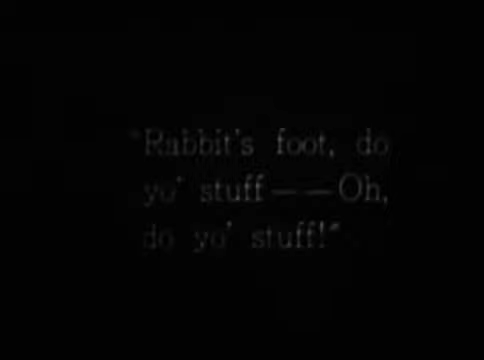 "Rabbit's foot, do
yo' stuff——Oh,
do yo' stuff!"